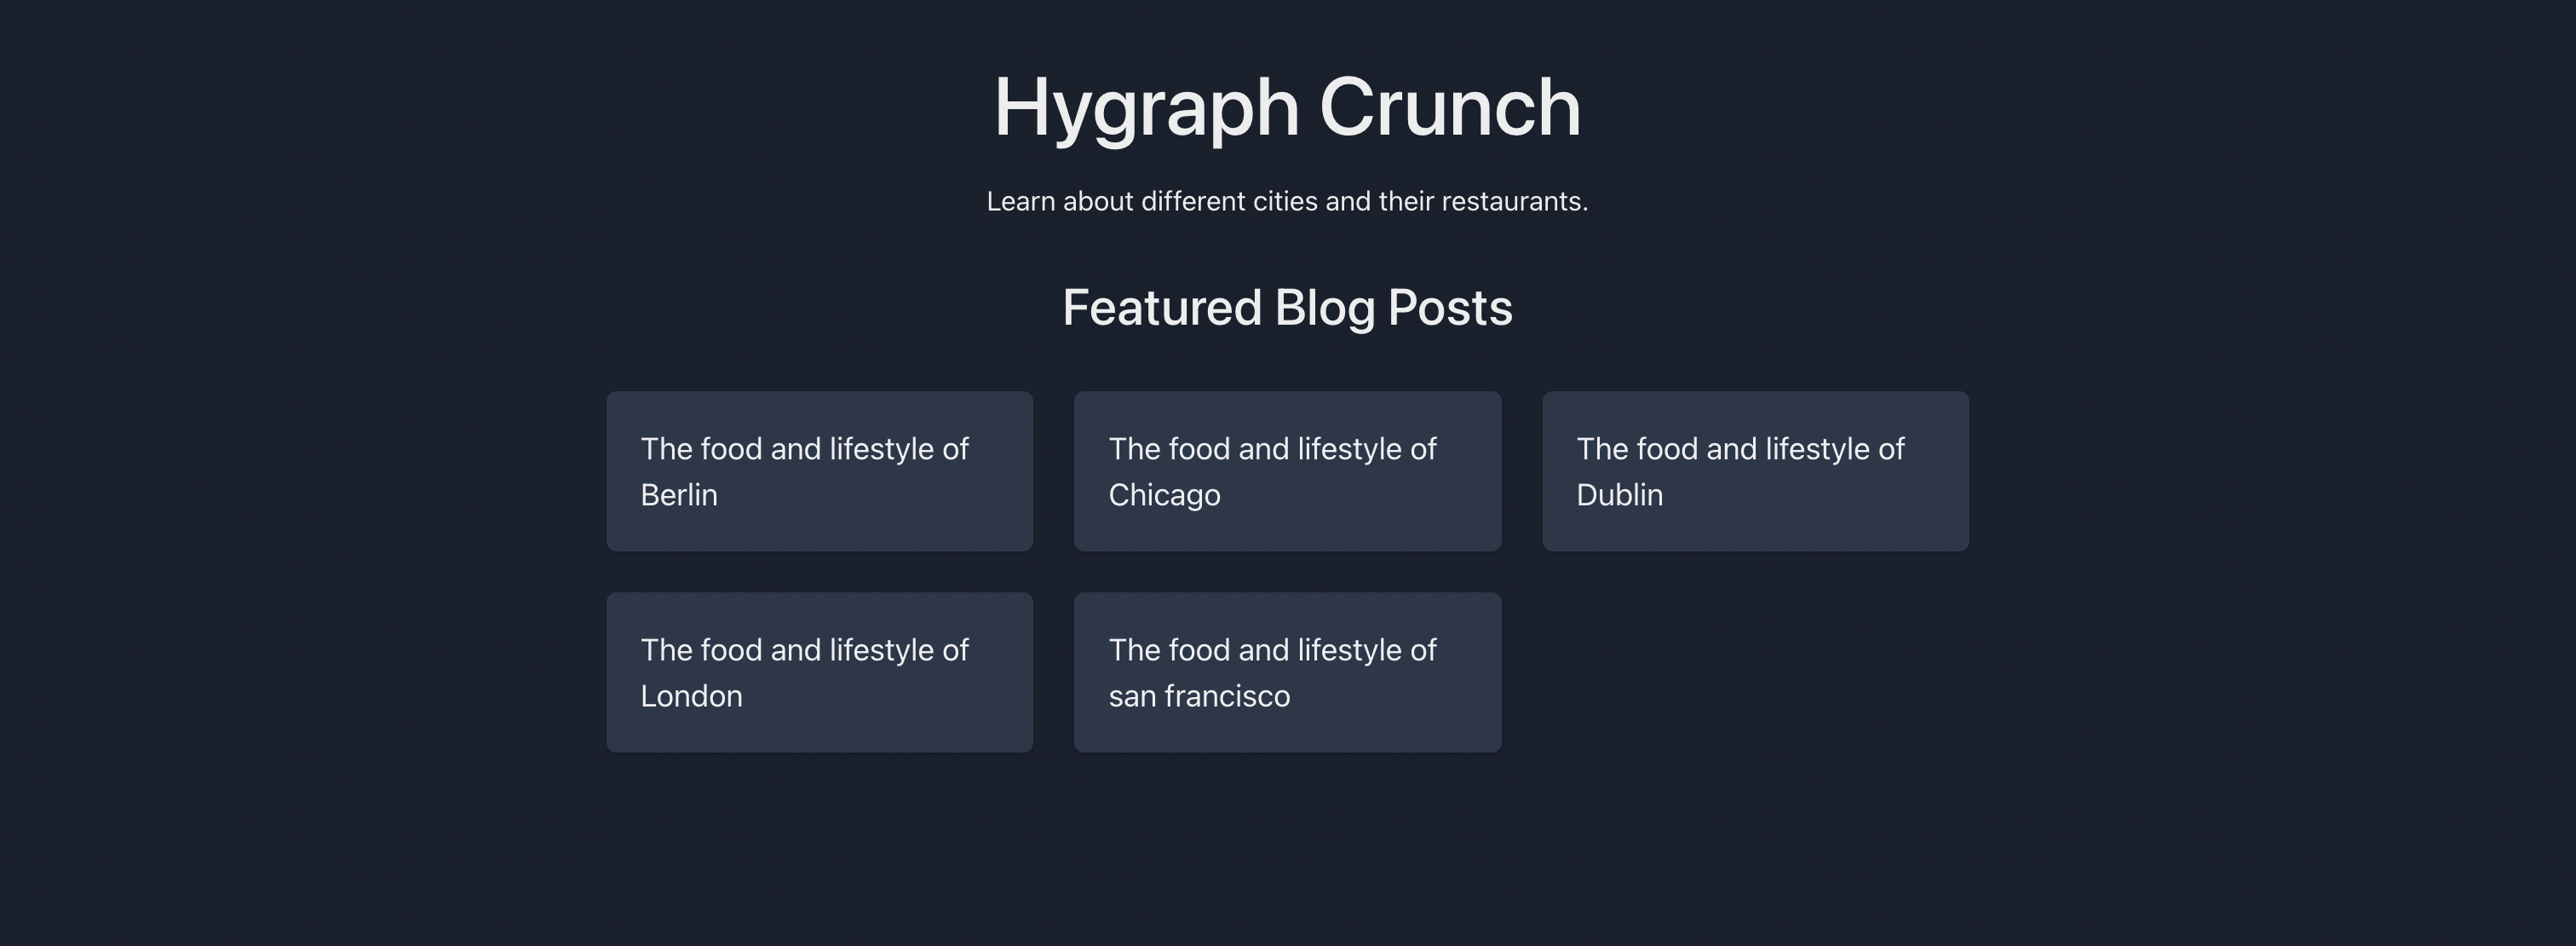 Hygraph Crunch
Learn about different cities and their restaurants.
Featured Blog Posts
The food and lifestyle of
Berlin
The food and lifestyle of
Chicago
The food and lifestyle of
Dublin
The food and lifestyle of
London
The food and lifestyle of
san francisco